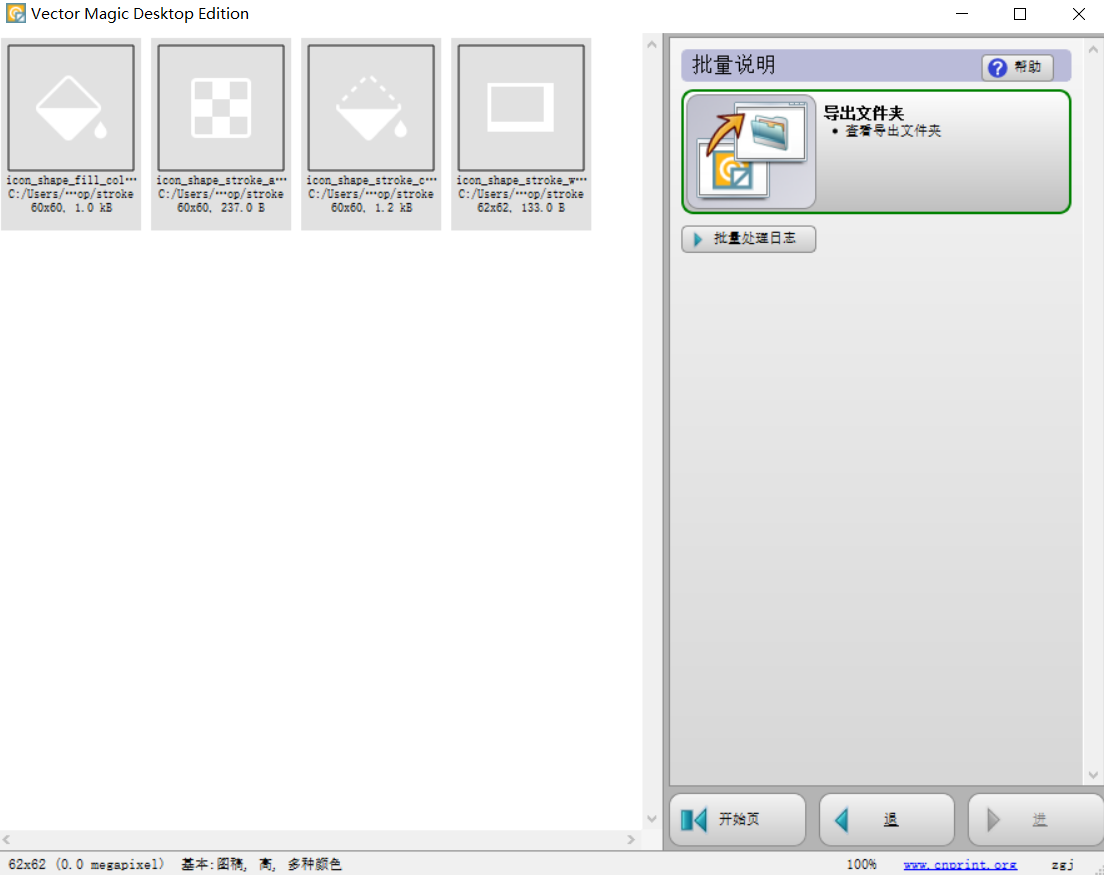 Vector Magic Desktop Edition
icon_shape_fill_col…
C:/Users/…op/stroke
60x60, 1.0 kB
icon_shape_stroke_a…
C:/Users/…op/stroke
60x60, 237.0 B
icon_shape_stroke_c…
C:/Users/…op/stroke
60x60, 1.2 kB
icon_shape_stroke_w…
C:/Users/…op/stroke
62x62, 133.0 B
批量说明
帮助
导出文件夹
• 查看导出文件夹
批量处理日志
开始页
退
进
62x62 (0.0 megapixel) 基本:图稿, 高, 多种颜色
100%
www.cnprint.org
zgj